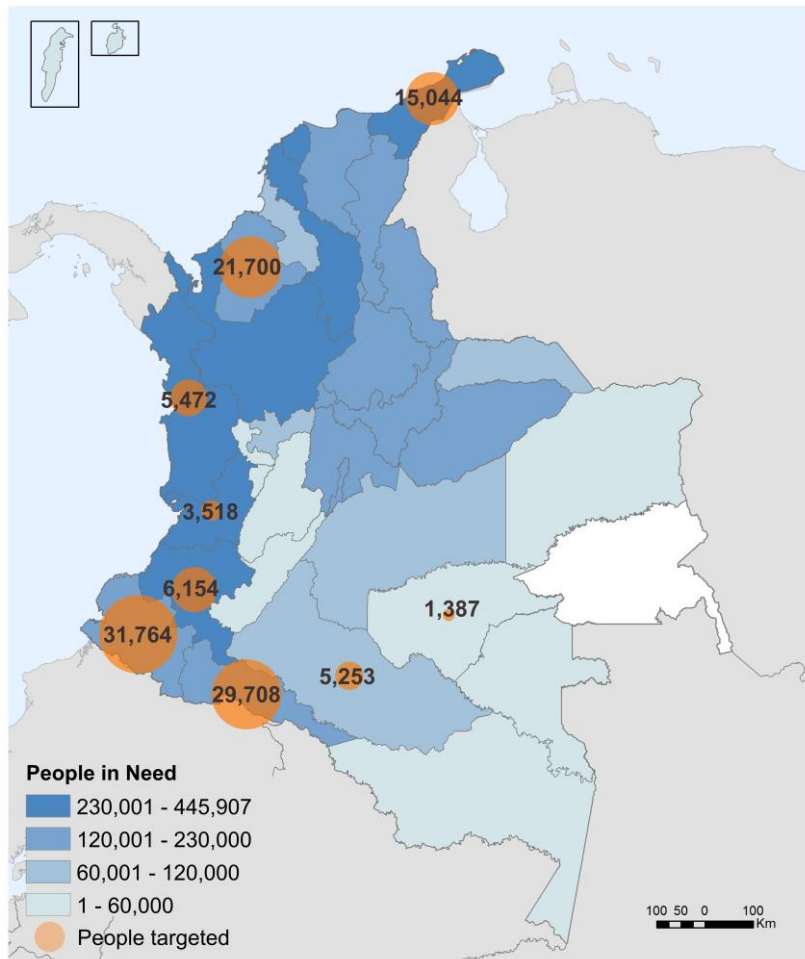 15,044
21,700
5,472
3,518
6,154
1,387
31,764
5,253
29,708
People in Need
230,001 - 445,907
120,001 - 230,000
60,001 - 120,000
1 - 60,000
People targeted
100 50 0 100
Km